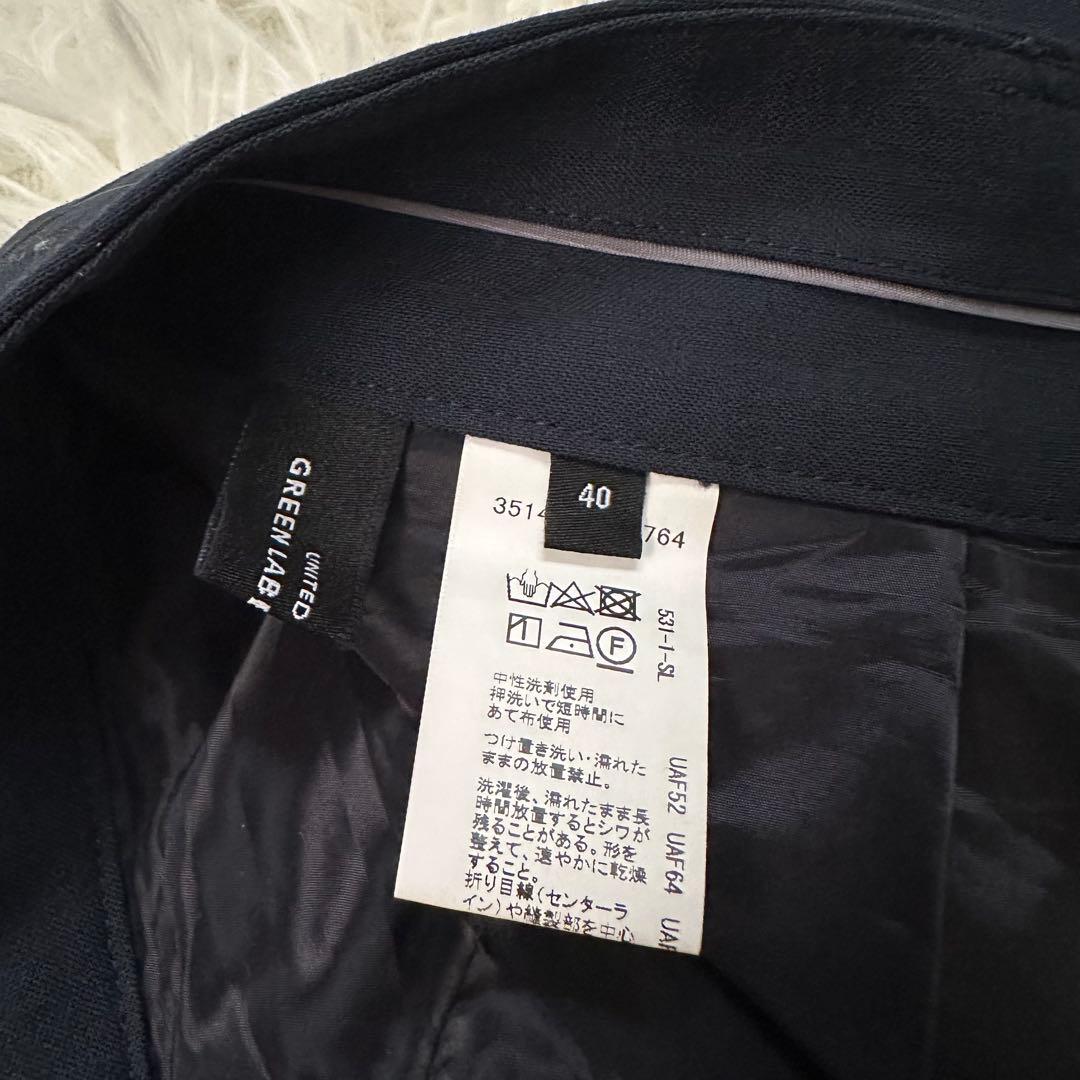 GREEN LABE
UNITED
40
3514
764
F
531-1-SL
中性洗剤使用
押洗いで短時間に
あて布使用
つけ置き洗い・濡れた
ままの放置禁止。
洗濯後、濡れたまま長
時間放置するとシワが
残ることがある。形を
整えて、速やかに乾燥
すること。
折り目線(センターラ
イン)や縫製部を中心
UAF52 UAF64 UAF